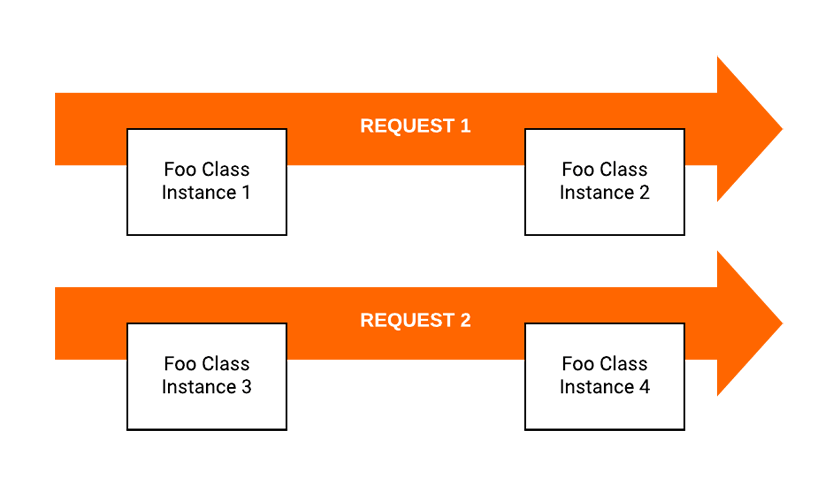 REQUEST 1
Foo Class
Instance 1
Foo Class
Instance 2
REQUEST 2
Foo Class
Instance 3
Foo Class
Instance 4